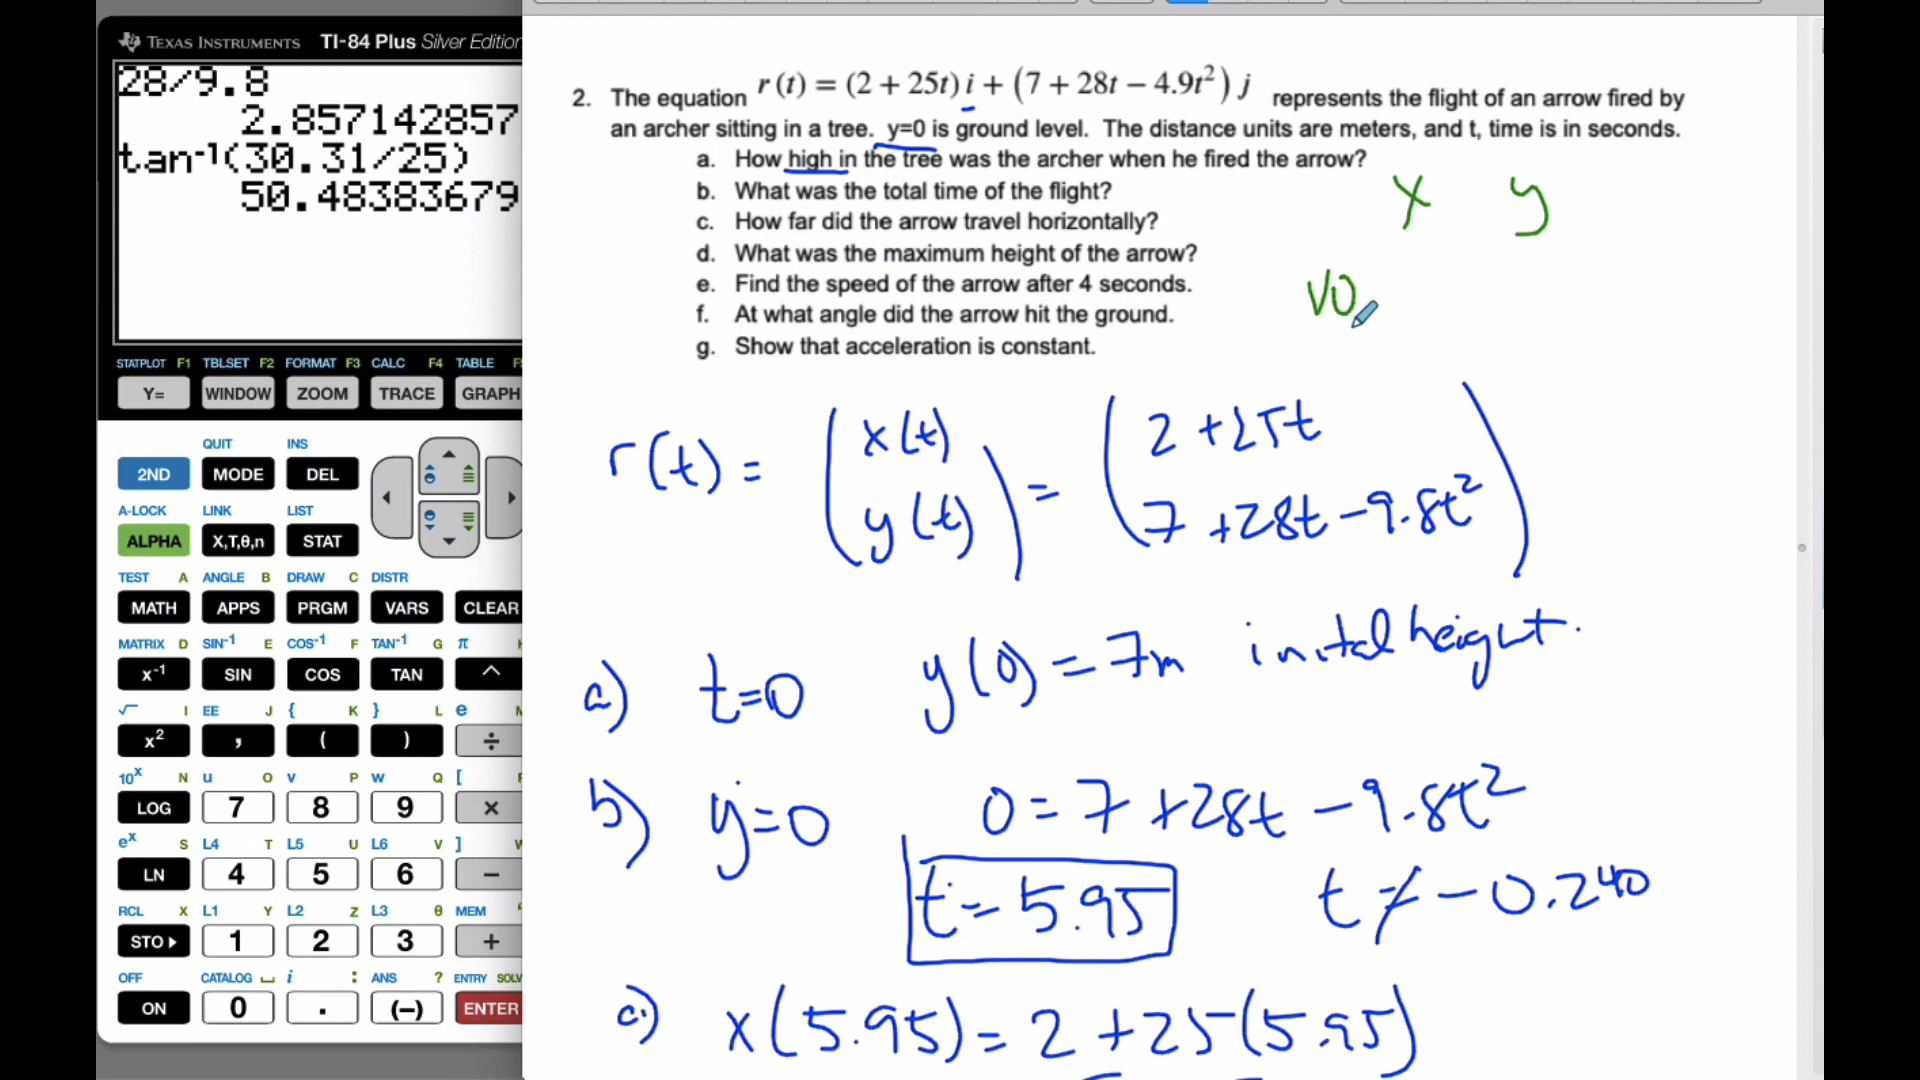 TEXAS INSTRUMENTS TI-84 Plus Silver Edition
28/9.8
2.857142857
tan⁻¹(30.31/25)
50.48383679
STATPLOT F1 TBLSET F2 FORMAT F3 CALC F4 TABLE
Y= WINDOW ZOOM TRACE GRAPH
QUIT INS
2ND MODE DEL
A-LOCK LINK LIST
ALPHA X,T,θ,n STAT
TEST A ANGLE B DRAW C DISTR
MATH APPS PRGM VARS CLEAR
MATRIX D SIN⁻¹ E COS⁻¹ F TAN⁻¹ G π
x⁻¹ SIN COS TAN ^
√ I EE J { K } L e
x² , ( ) ÷
10ˣ N u O v P w Q [
LOG 7 8 9 ×
eˣ S L4 T L5 U L6 V ]
LN 4 5 6 −
RCL X L1 Y L2 Z L3 θ MEM
STO▸ 1 2 3 +
OFF CATALOG i : ANS ? ENTRY SOLV
ON 0 . (−) ENTER
2. The equation r(t) = (2 + 25t) i + (7 + 28t − 4.9t²) j represents the flight of an arrow fired by
an archer sitting in a tree. y=0 is ground level. The distance units are meters, and t, time is in seconds.
a. How high in the tree was the archer when he fired the arrow?
b. What was the total time of the flight?
c. How far did the arrow travel horizontally?
d. What was the maximum height of the arrow?
e. Find the speed of the arrow after 4 seconds.
f. At what angle did the arrow hit the ground.
g. Show that acceleration is constant.
x y
V0
r(t) = (x(t) y(t)) = (2+25t 7+28t-9.8t²)
a) t=0 y(0)=7m inital height.
b) y=0 0=7+28t-9.8t²
t=5.95 t≠-0.240
c) x(5.95)=2+25(5.95)